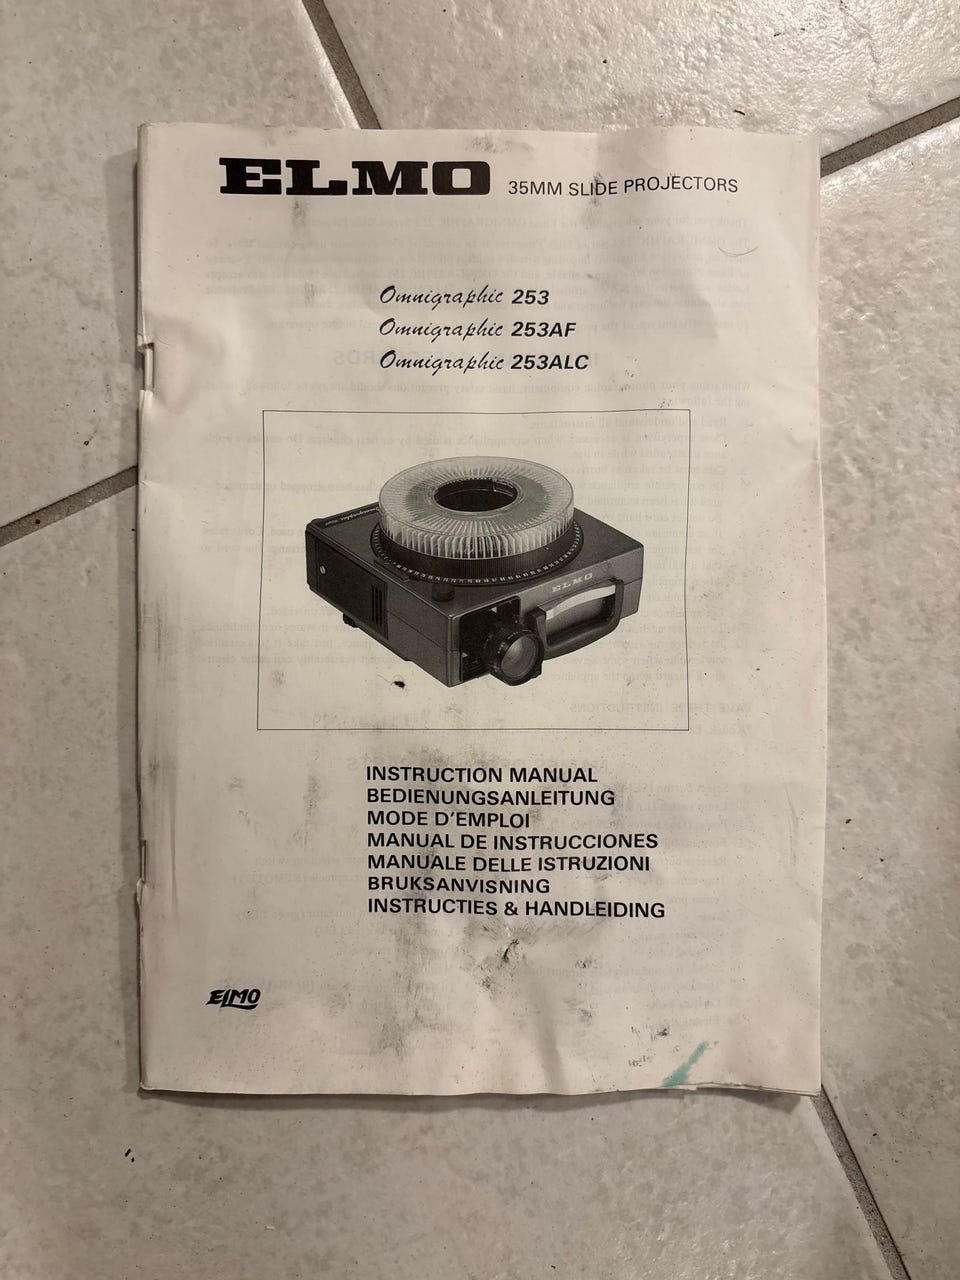 ELMO 35MM SLIDE PROJECTORS
Omnigraphic 253
Omnigraphic 253AF
Omnigraphic 253ALC
ELMO
INSTRUCTION MANUAL
BEDIENUNGSANLEITUNG
MODE D'EMPLOI
MANUAL DE INSTRUCCIONES
MANUALE DELLE ISTRUZIONI
BRUKSANVISNING
INSTRUCTIES & HANDLEIDING
ELMO